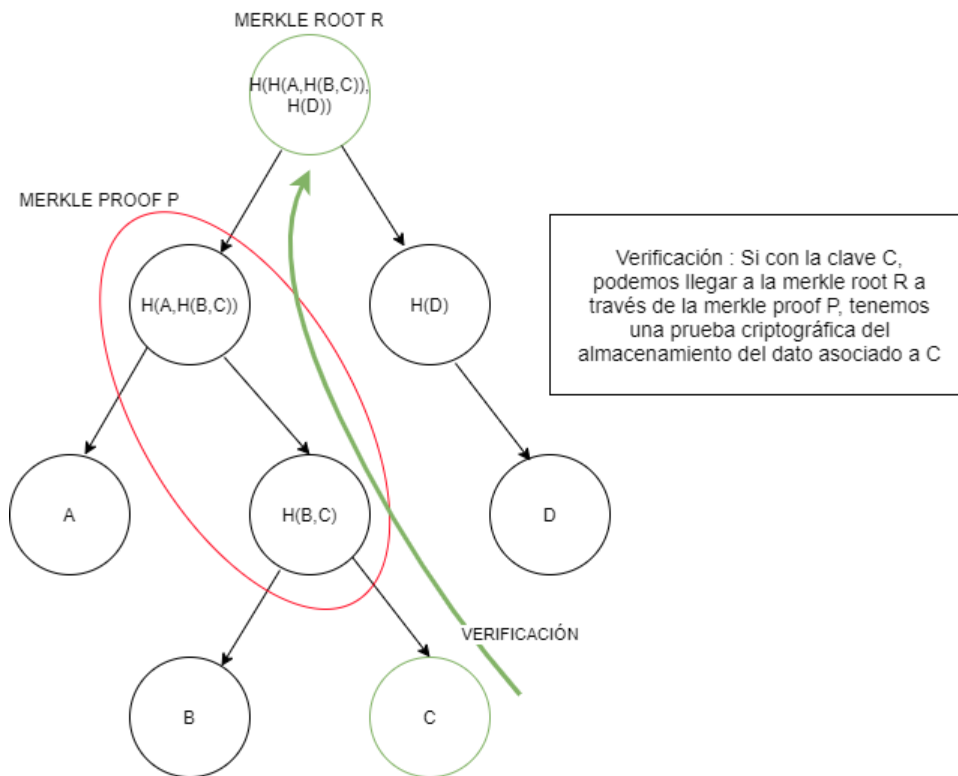 MERKLE ROOT R
H(H(A,H(B,C)),
H(D))
MERKLE PROOF P
H(A,H(B,C))
H(D)
Verificación : Si con la clave C,
podemos llegar a la merkle root R a
través de la merkle proof P, tenemos
una prueba criptográfica del
almacenamiento del dato asociado a C
A
H(B,C)
D
VERIFICACIÓN
B
C